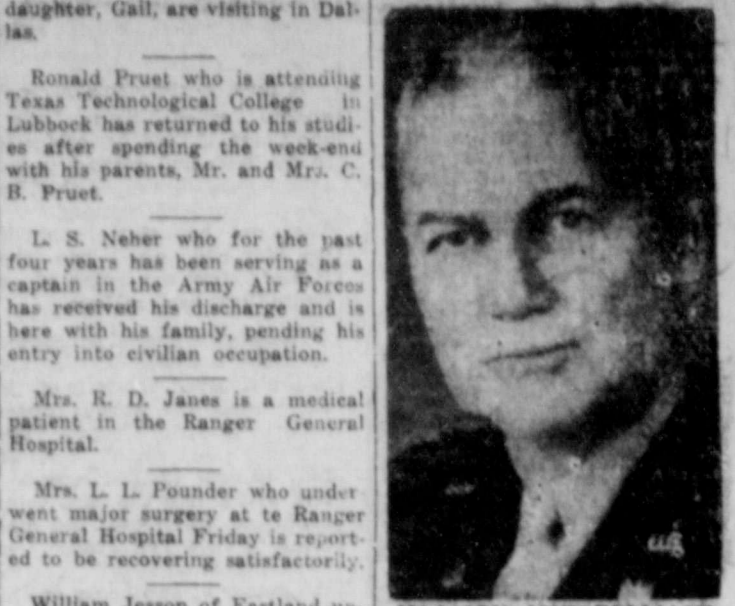 daughter, Gail, are visiting in Dal-
las.
Ronald Pruet who is attending
Texas Technological College in
Lubbock has returned to his studi-
es after spending the week-end
with his parents, Mr. and Mrs. C.
B. Pruet.
L. S. Neher who for the past
four years has been serving as a
captain in the Army Air Forces
has received his discharge and is
here with his family, pending his
entry into civilian occupation.
Mrs. R. D. Janes is a medical
patient in the Ranger General
Hospital.
Mrs. L. L. Pounder who under-
went major surgery at te Ranger
General Hospital Friday is report-
ed to be recovering satisfactorily.
William of Eastland